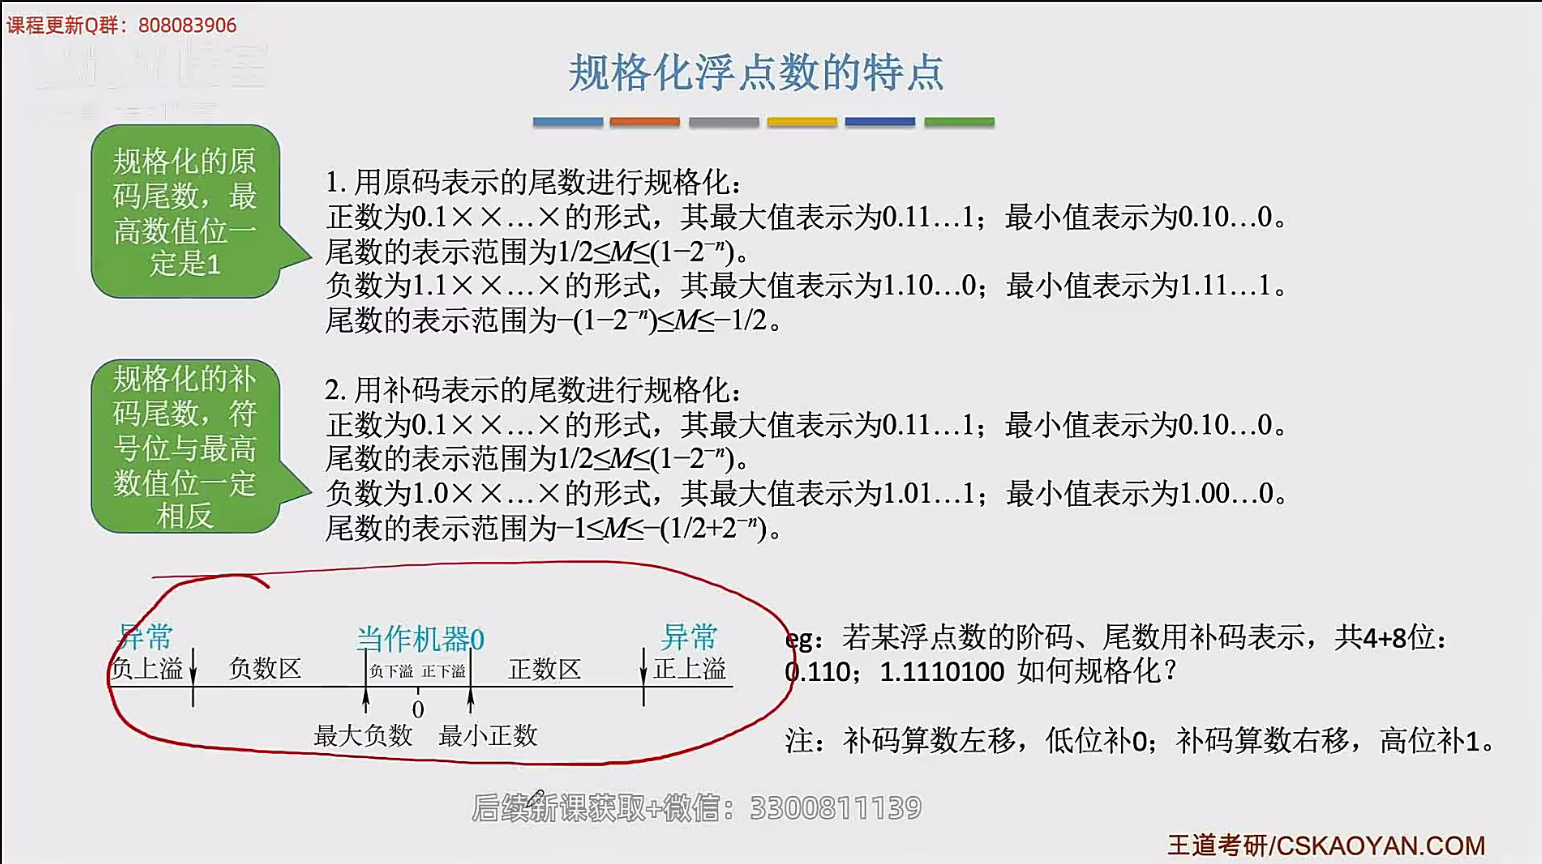 课程更新Q群：808083906
规格化浮点数的特点
规格化的原
码尾数，最
高数值位一
定是1
1. 用原码表示的尾数进行规格化：
正数为0.1××…×的形式，其最大值表示为0.11…1；最小值表示为0.10…0。
尾数的表示范围为1/2≤M≤(1−2⁻ⁿ)。
负数为1.1××…×的形式，其最大值表示为1.10…0；最小值表示为1.11…1。
尾数的表示范围为−(1−2⁻ⁿ)≤M≤−1/2。
规格化的补
码尾数，符
号位与最高
数值位一定
相反
2. 用补码表示的尾数进行规格化：
正数为0.1××…×的形式，其最大值表示为0.11…1；最小值表示为0.10…0。
尾数的表示范围为1/2≤M≤(1−2⁻ⁿ)。
负数为1.0××…×的形式，其最大值表示为1.01…1；最小值表示为1.00…0。
尾数的表示范围为−1≤M≤−(1/2+2⁻ⁿ)。
异常 当作机器0 异常
负上溢 负数区 负下溢 正下溢 正数区 正上溢
0
最大负数 最小正数
eg：若某浮点数的阶码、尾数用补码表示，共4+8位：
0.110；1.1110100 如何规格化？
注：补码算数左移，低位补0；补码算数右移，高位补1。
后续新课获取+微信：3300811139
王道考研/CSKAOYAN.COM